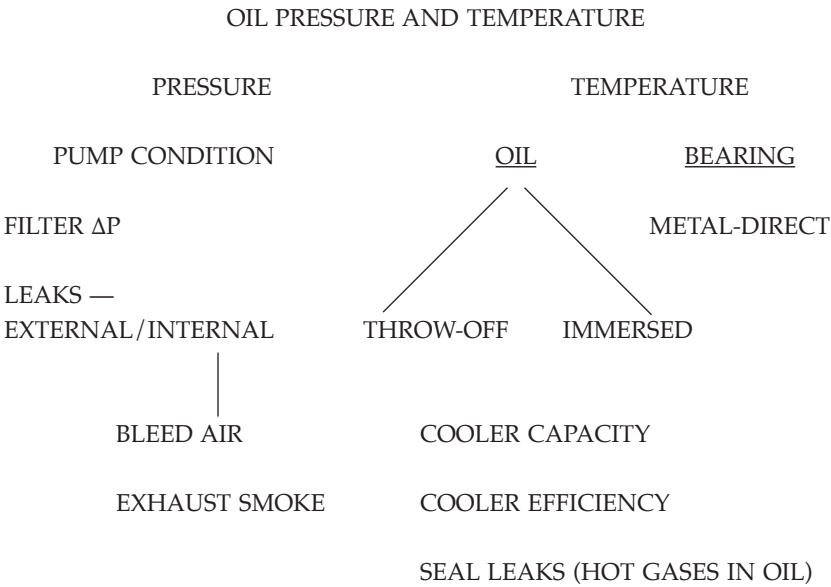 OIL PRESSURE AND TEMPERATURE
PRESSURE TEMPERATURE
PUMP CONDITION OIL BEARING
FILTER ΔP METAL-DIRECT
LEAKS —
EXTERNAL/INTERNAL THROW-OFF IMMERSED
BLEED AIR COOLER CAPACITY
EXHAUST SMOKE COOLER EFFICIENCY
SEAL LEAKS (HOT GASES IN OIL)